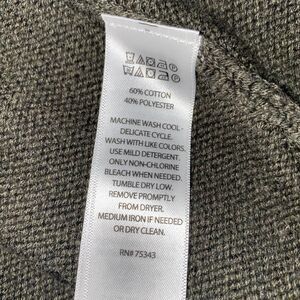 60% COTTON
40% POLYESTER
MACHINE WASH COOL -
DELICATE CYCLE.
WASH WITH LIKE COLORS.
USE MILD DETERGENT.
ONLY NON-CHLORINE
BLEACH WHEN NEEDED.
TUMBLE DRY LOW.
REMOVE PROMPTLY
FROM DRYER.
MEDIUM IRON IF NEEDED
OR DRY CLEAN.
RN# 75343